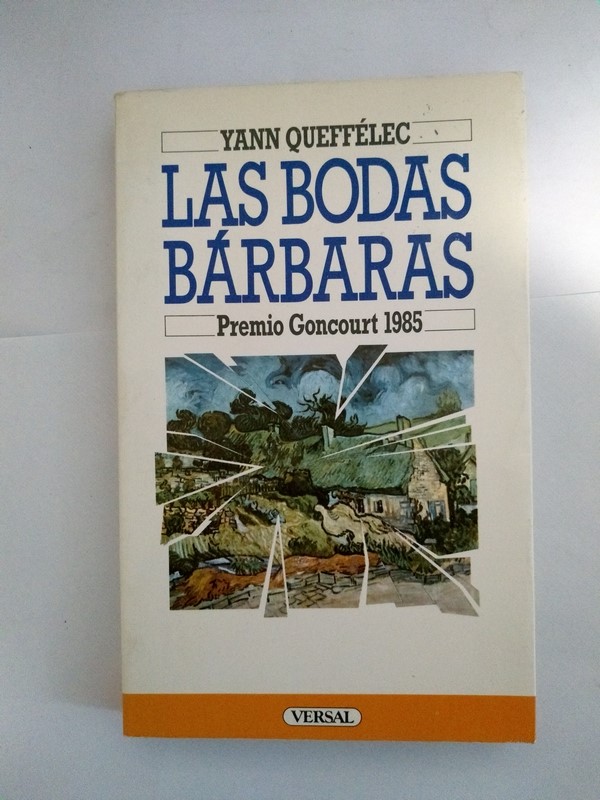 YANN QUEFFÉLEC
LAS BODAS
BÁRBARAS
Premio Goncourt 1985
VERSAL